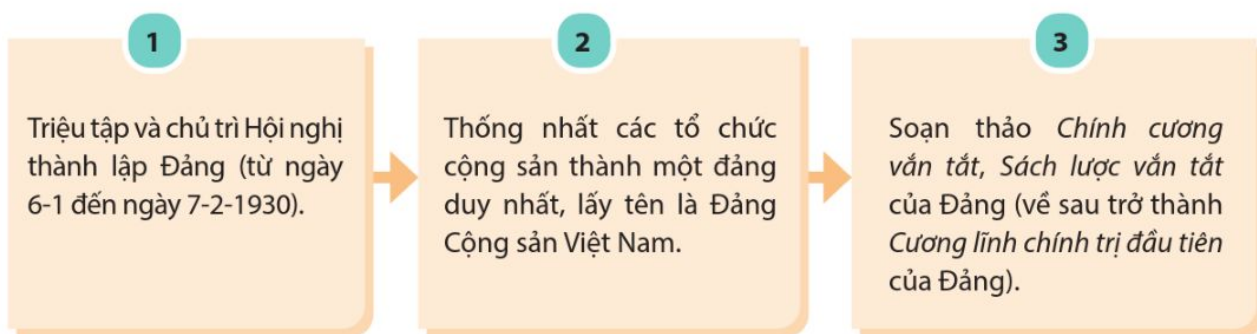 1
Triệu tập và chủ trì Hội nghị
thành lập Đảng (từ ngày
6-1 đến ngày 7-2-1930).
2
Thống nhất các tổ chức
cộng sản thành một đảng
duy nhất, lấy tên là Đảng
Cộng sản Việt Nam.
3
Soạn thảo Chính cương
vắn tắt, Sách lược vắn tắt
của Đảng (về sau trở thành
Cương lĩnh chính trị đầu tiên
của Đảng).